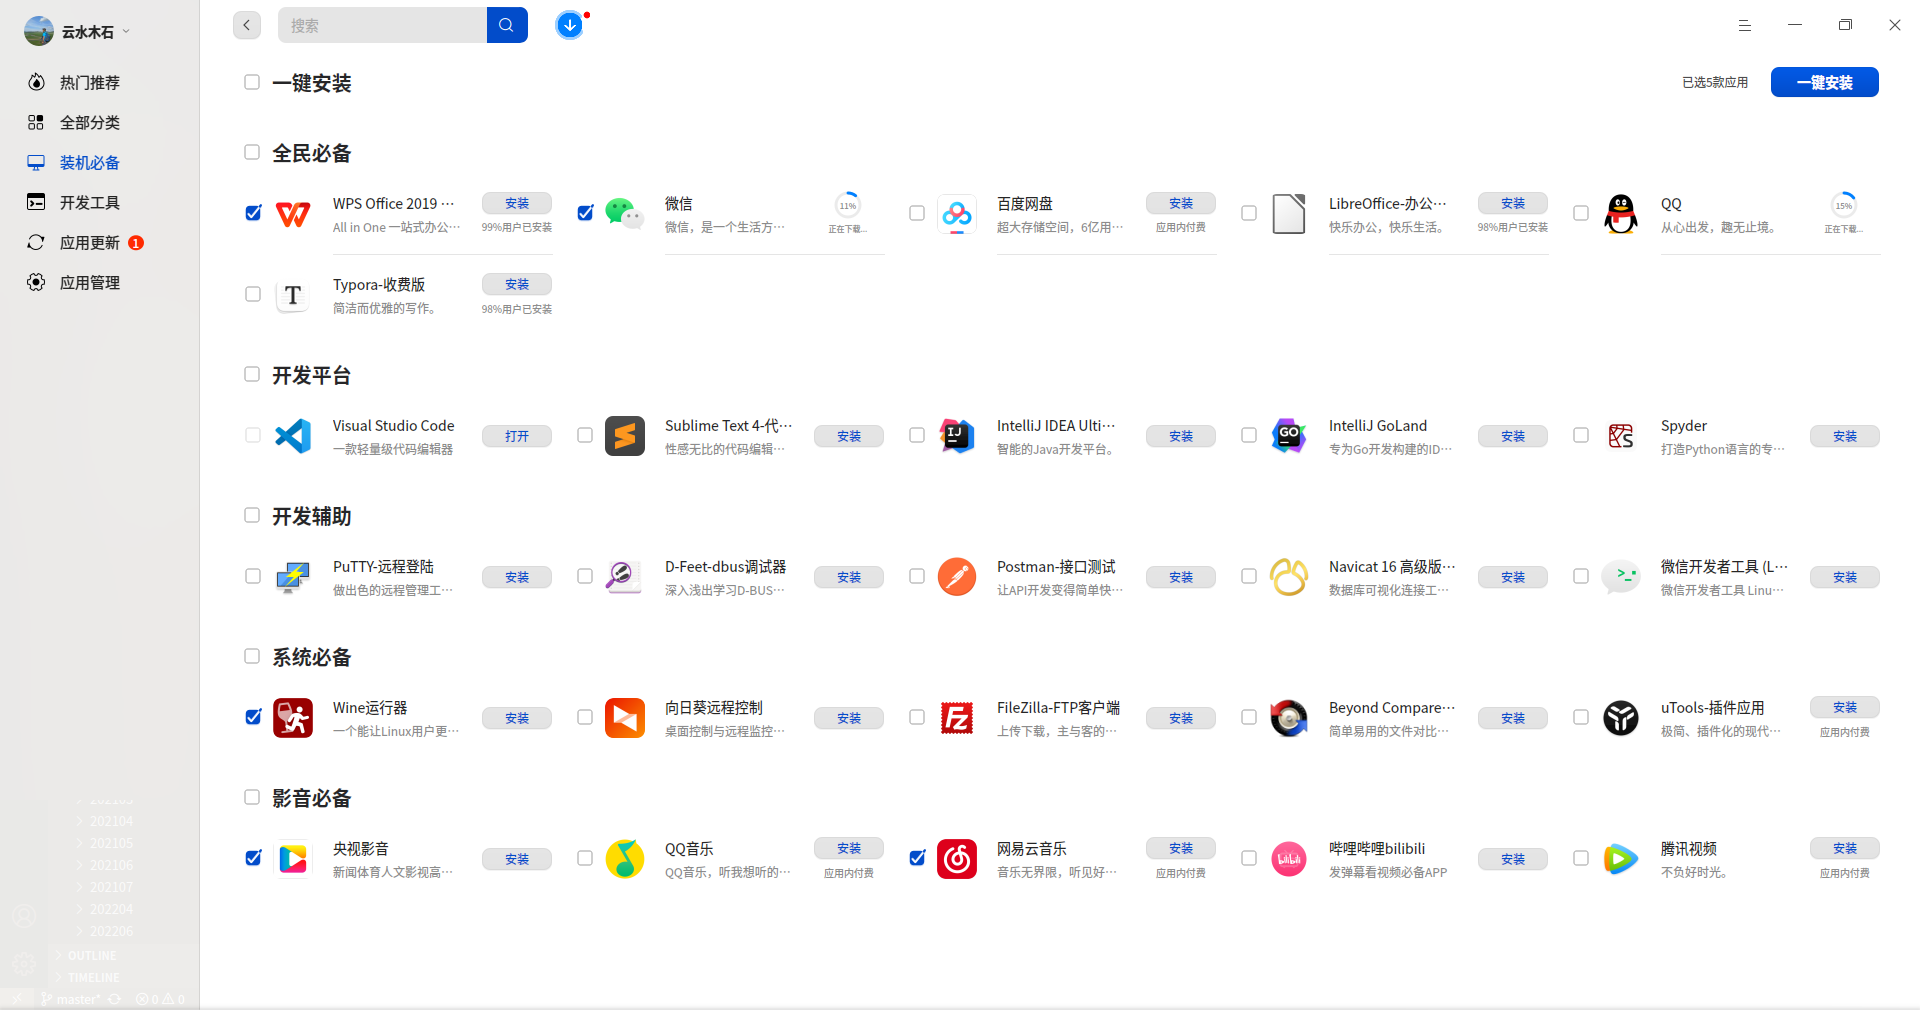 云水木石
热门推荐
全部分类
装机必备
开发工具
应用更新 1
应用管理
搜索
一键安装
已选5款应用
一键安装
全民必备
WPS Office 2019 ⋯
All in One 一站式办公⋯
安装
99%用户已安装
微信
微信，是一个生活方⋯
11%
正在下载...
百度网盘
超大存储空间，6亿用⋯
安装
应用内付费
LibreOffice-办公⋯
快乐办公，快乐生活。
安装
98%用户已安装
QQ
从心出发，趣无止境。
15%
正在下载...
T
Typora-收费版
简洁而优雅的写作。
安装
98%用户已安装
开发平台
Visual Studio Code
一款轻量级代码编辑器
打开
Sublime Text 4-代⋯
性感无比的代码编辑⋯
安装
IJ
IntelliJ IDEA Ulti⋯
智能的Java开发平台。
安装
GO
IntelliJ GoLand
专为Go开发构建的ID⋯
安装
Spyder
打造Python语言的专⋯
安装
开发辅助
PuTTY-远程登陆
做出色的远程管理工⋯
安装
D-Feet-dbus调试器
深入浅出学习D-BUS⋯
安装
Postman-接口测试
让API开发变得简单快⋯
安装
Navicat 16 高级版⋯
数据库可视化连接工⋯
安装
>_:
微信开发者工具 (L⋯
微信开发者工具 Linu⋯
安装
系统必备
Wine运行器
一个能让Linux用户更⋯
安装
向日葵远程控制
桌面控制与远程监控⋯
安装
Fz
FileZilla-FTP客户端
上传下载，主与客的⋯
安装
Beyond Compare⋯
简单易用的文件对比⋯
安装
uTools-插件应用
极简、插件化的现代⋯
安装
应用内付费
影音必备
央视影音
新闻体育人文影视高⋯
安装
QQ音乐
QQ音乐，听我想听的⋯
安装
应用内付费
网易云音乐
音乐无界限，听见好⋯
安装
应用内付费
bilibili
哔哩哔哩bilibili
发弹幕看视频必备APP
安装
腾讯视频
不负好时光。
安装
应用内付费
202104
202105
202106
202107
202204
202206
OUTLINE
TIMELINE
master* 0 0